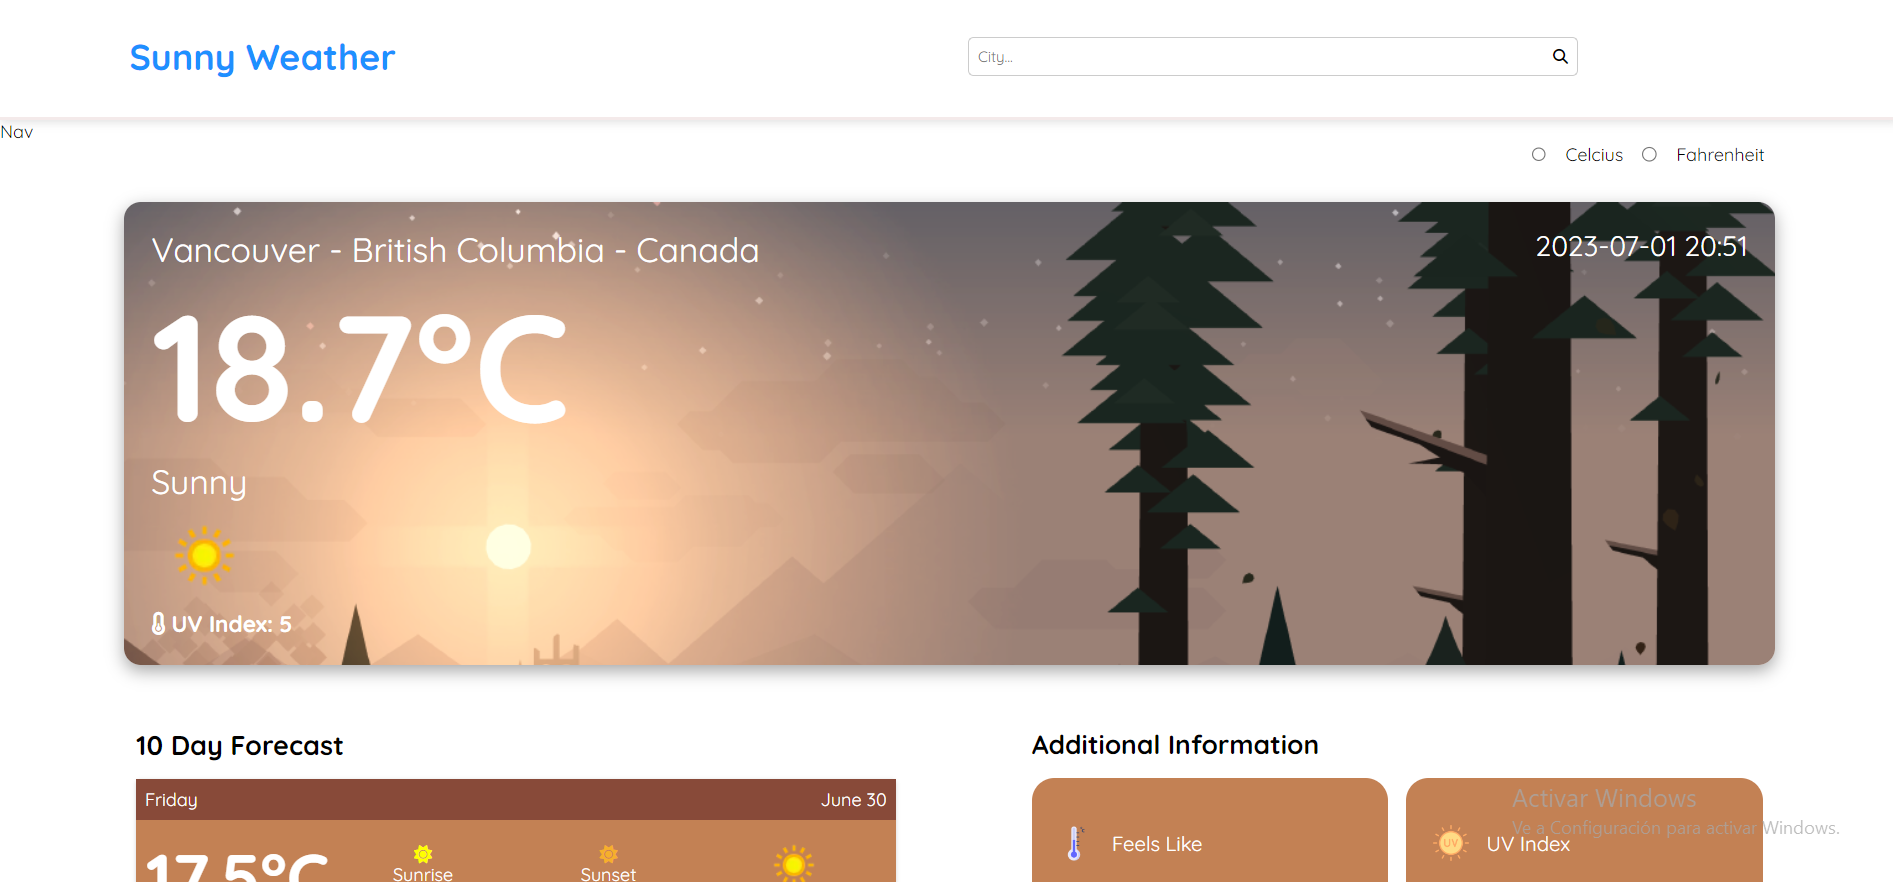 Sunny Weather
City...
Nav
Celcius
Fahrenheit
Vancouver - British Columbia - Canada
2023-07-01 20:51
18.7°C
Sunny
UV Index: 5
10 Day Forecast
Friday
June 30
17.5°C
Sunrise
Sunset
Additional Information
Feels Like
UV
UV Index
Activar Windows
Ve a Configuración para activar Windows.